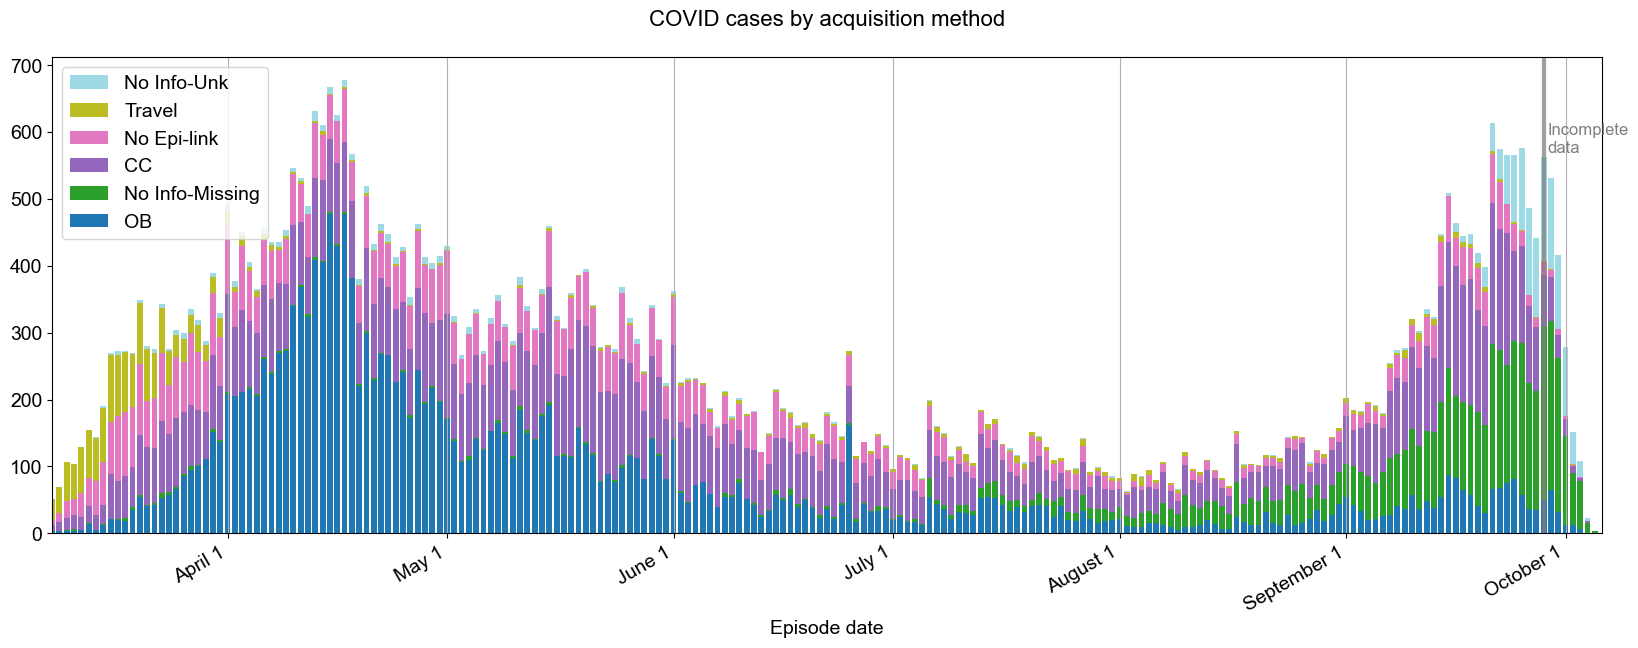 COVID cases by acquisition method
700
600
500
400
300
200
100
0
No Info-Unk
Travel
No Epi-link
CC
No Info-Missing
OB
Incomplete
data
April 1
May 1
June 1
July 1
August 1
September 1
October 1
Episode date